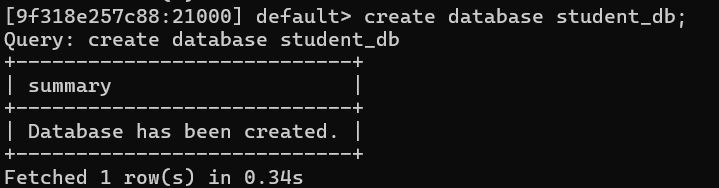 [9f318e257c88:21000] default> create database student_db;
Query: create database student_db
+----------------------------+
| summary                    |
+----------------------------+
| Database has been created. |
+----------------------------+
Fetched 1 row(s) in 0.34s